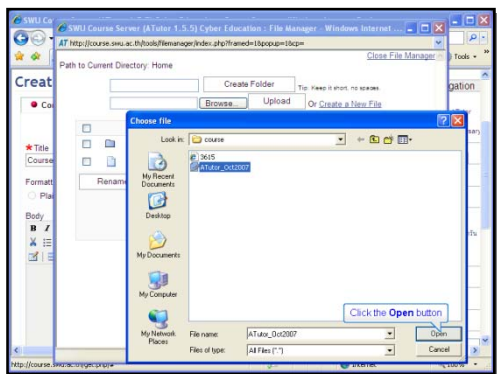 SWU Course Server (ATutor 1.5.5) Cyber Education : File Manager - Windows Internet ...
http://course.swu.ac.th/tools/filemanager/index.php?framed=1&popup=1&cp=
Close File Manager
Path to Current Directory: Home
Create Folder
Tip: Keep it short, no spaces.
Browse... Upload Or Create a New File
Creat
gation
Tools
Choose file
Look in: course
3615
ATutor_Oct2007
My Recent Documents
Desktop
My Documents
My Computer
My Network Places
Title
Course
Rename
Formatt
Pla
Body
B I
Click the Open button
File name: ATutor_Oct2007 Open
Files of type: All Files (*.*) Cancel
Internet
100%